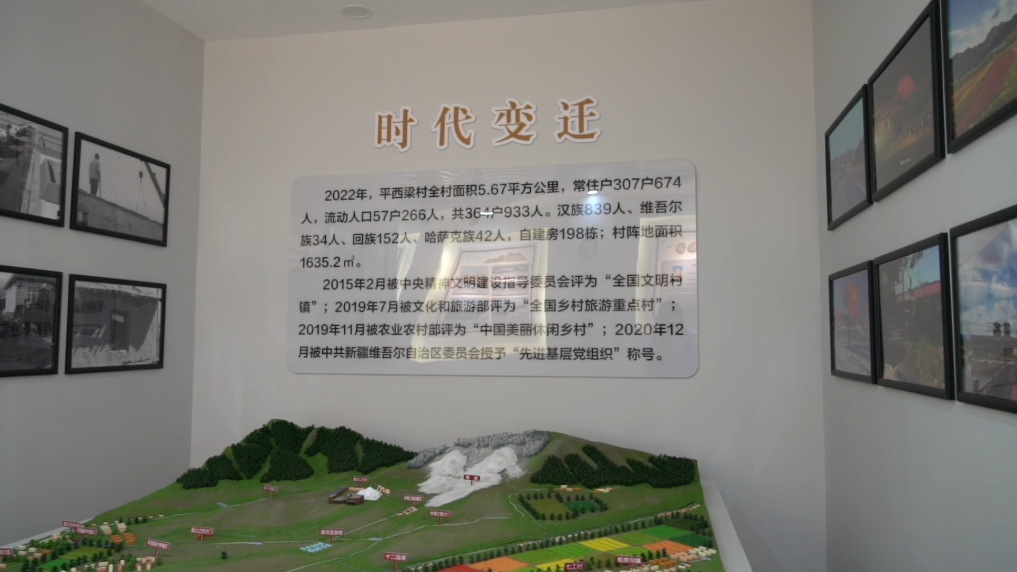 时代变迁
2022年，平西梁村全村面积5.67平方公里，常住户307户674
人，流动人口57户266人，共364户933人。汉族839人、维吾尔
族34人、回族152人、哈萨克族42人，自建房198栋；村阵地面积
1635.2㎡。
2015年2月被中央精神文明建设指导委员会评为“全国文明村
镇”；2019年7月被文化和旅游部评为“全国乡村旅游重点村”；
2019年11月被农业农村部评为“中国美丽休闲乡村”；2020年12
月被中共新疆维吾尔自治区委员会授予“先进基层党组织”称号。